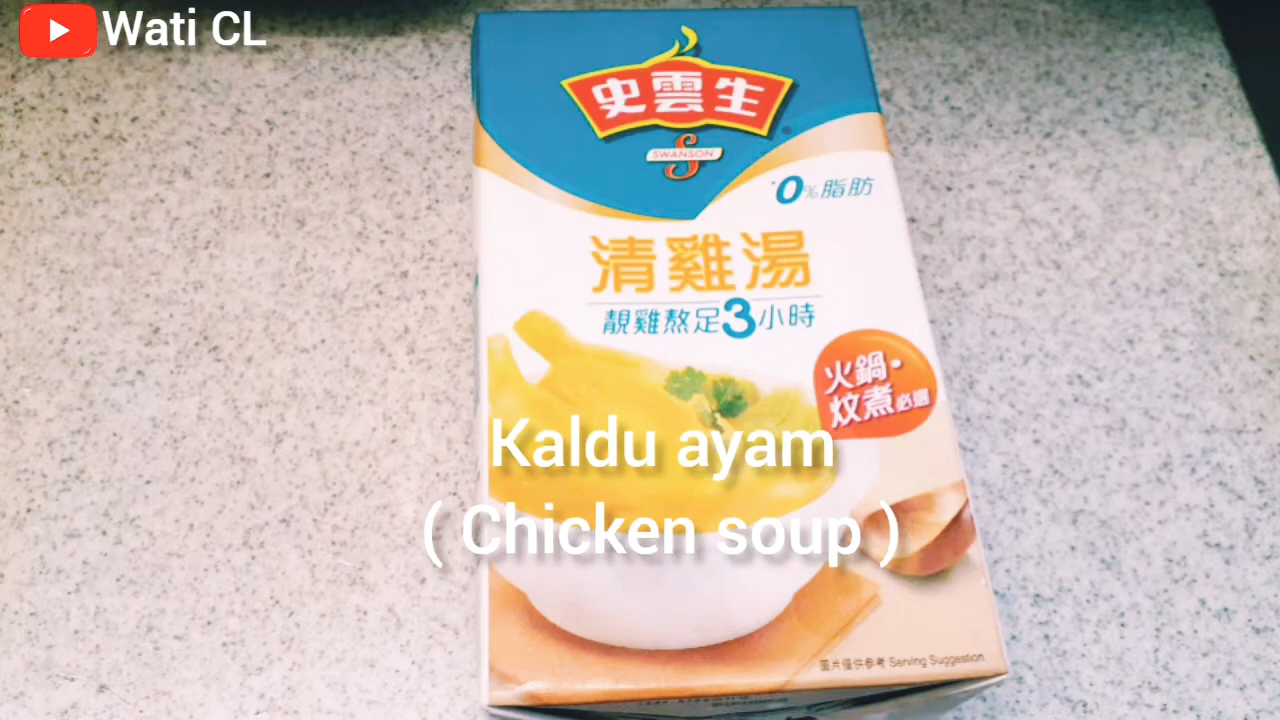 Wati CL
史雲生
SWANSON
*0%脂肪
清雞湯
靚雞熬足3小時
火鍋・
炆煮必選
Kaldu ayam
( Chicken soup )
圖片僅供參考 Serving Suggestion